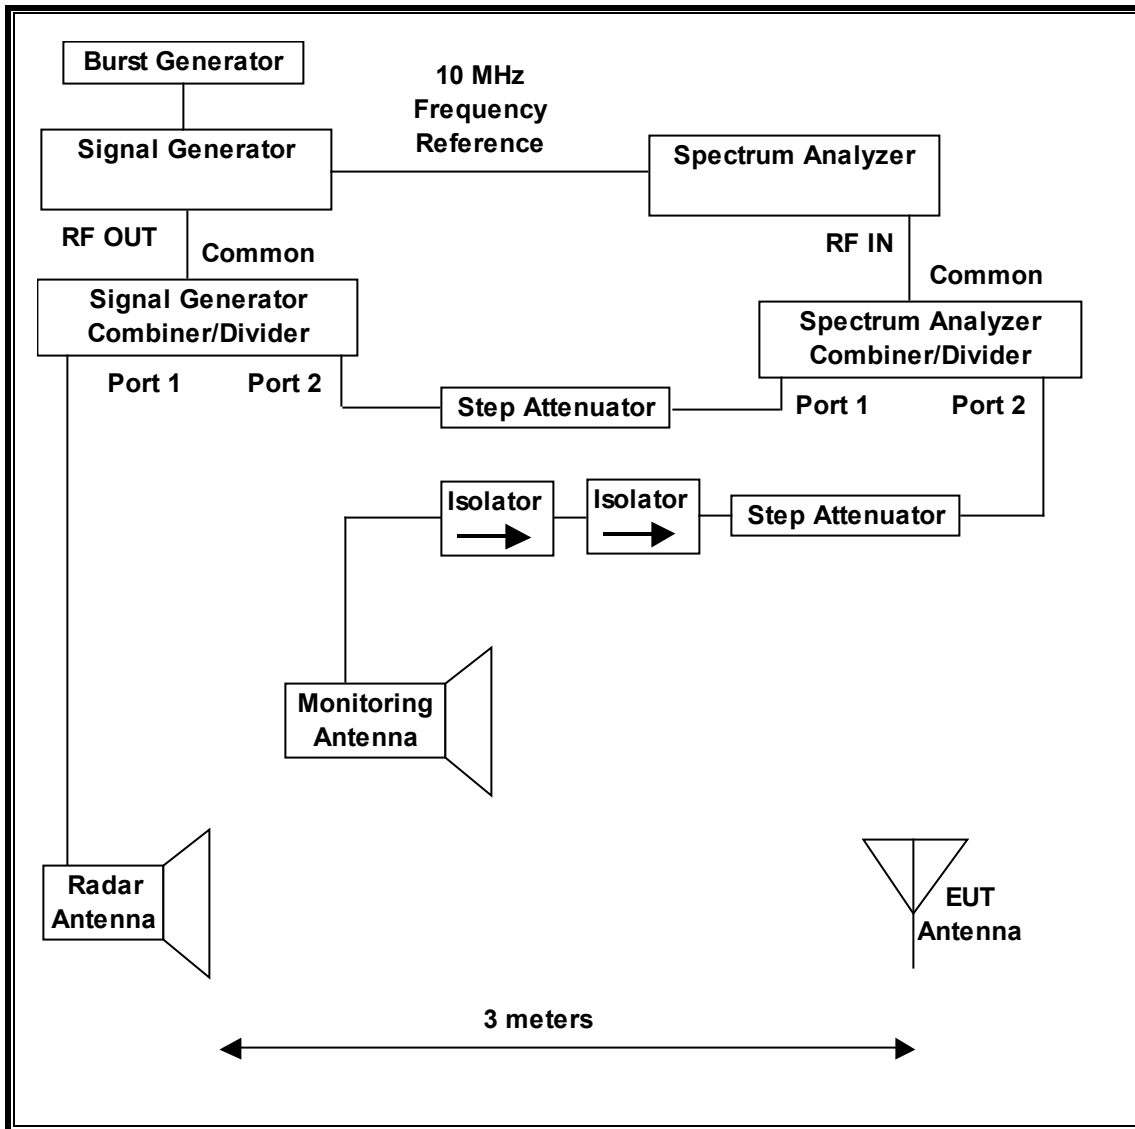 Burst Generator
10 MHz
Frequency
Reference
Signal Generator
Spectrum Analyzer
RF OUT
Common
RF IN
Common
Signal Generator
Combiner/Divider
Spectrum Analyzer
Combiner/Divider
Port 1
Port 2
Step Attenuator
Port 1
Port 2
Isolator
Isolator
Step Attenuator
Monitoring
Antenna
Radar
Antenna
EUT
Antenna
3 meters